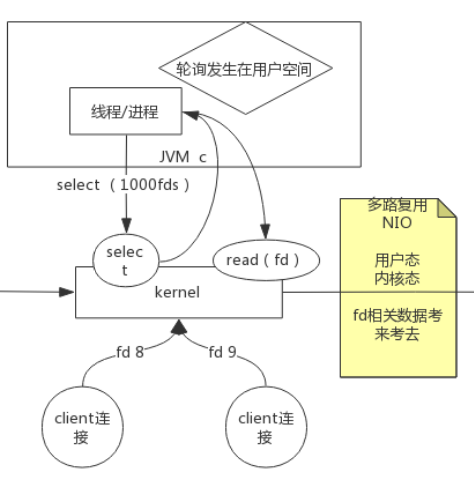 轮询发生在用户空间
线程/进程
JVM c
select （1000fds）
selec
t
read（fd）
kernel
多路复用
NIO
用户态
内核态
fd相关数据考
来考去
fd 8
fd 9
client连
接
client连
接